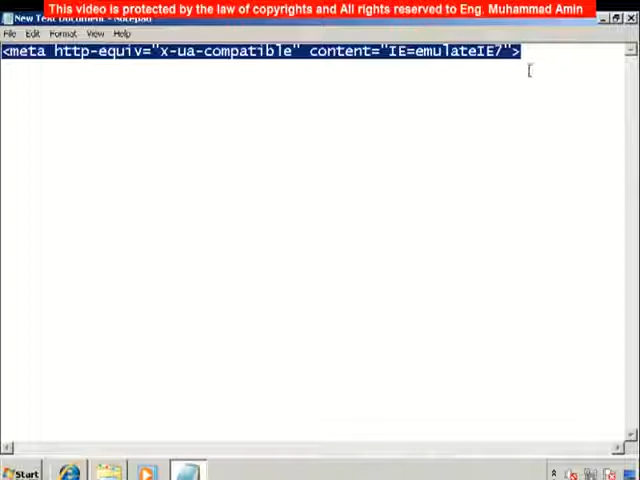 This video is protected by the law of copyrights and All rights reserved to Eng. Muhammad Amin
New Text Document - Notepad
File Edit Format View Help
<meta http-equiv="x-ua-compatible" content="IE=emulateIE7">
Start